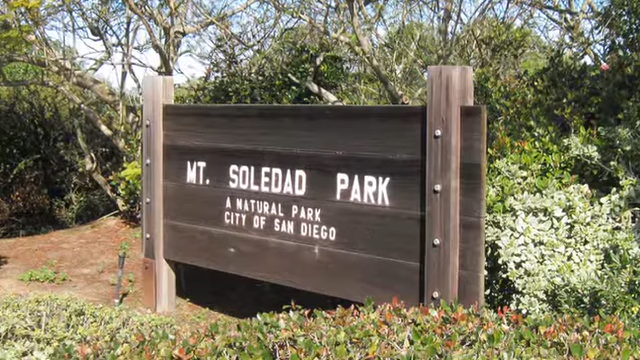 MT. SOLEDAD PARK
A NATURAL PARK
CITY OF SAN DIEGO